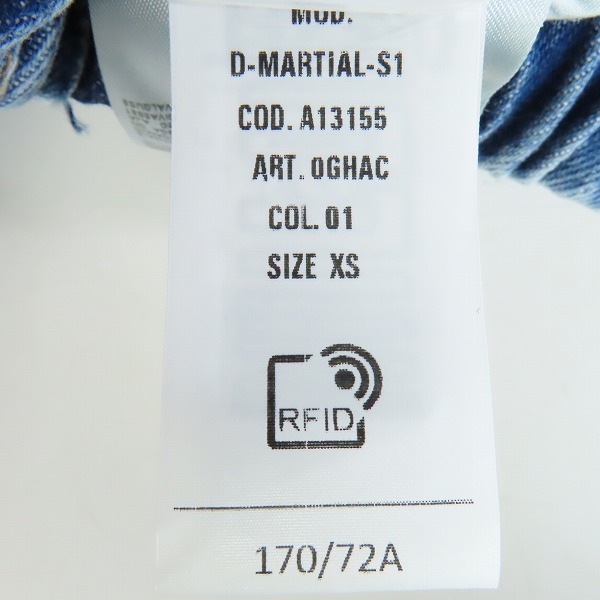 MOD.
D-MARTiAL-S1
COD. A13155
ART. 0GHAC
COL. 01
SIZE XS
RFID
170/72A